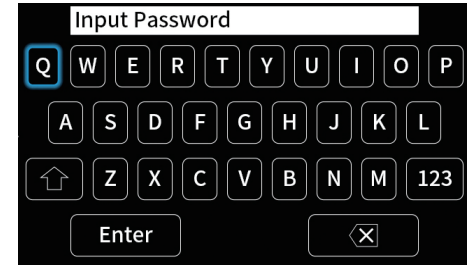 Input Password
Q W E R T Y U I O P
A S D F G H J K L
Z X C V B N M 123
Enter